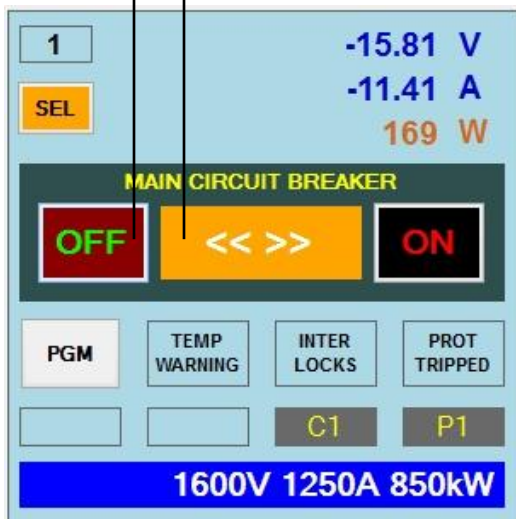 1
-15.81 V
SEL
-11.41 A
169 W
MAIN CIRCUIT BREAKER
OFF << >> ON
PGM
TEMP
WARNING
INTER
LOCKS
PROT
TRIPPED
C1 P1
1600V 1250A 850kW